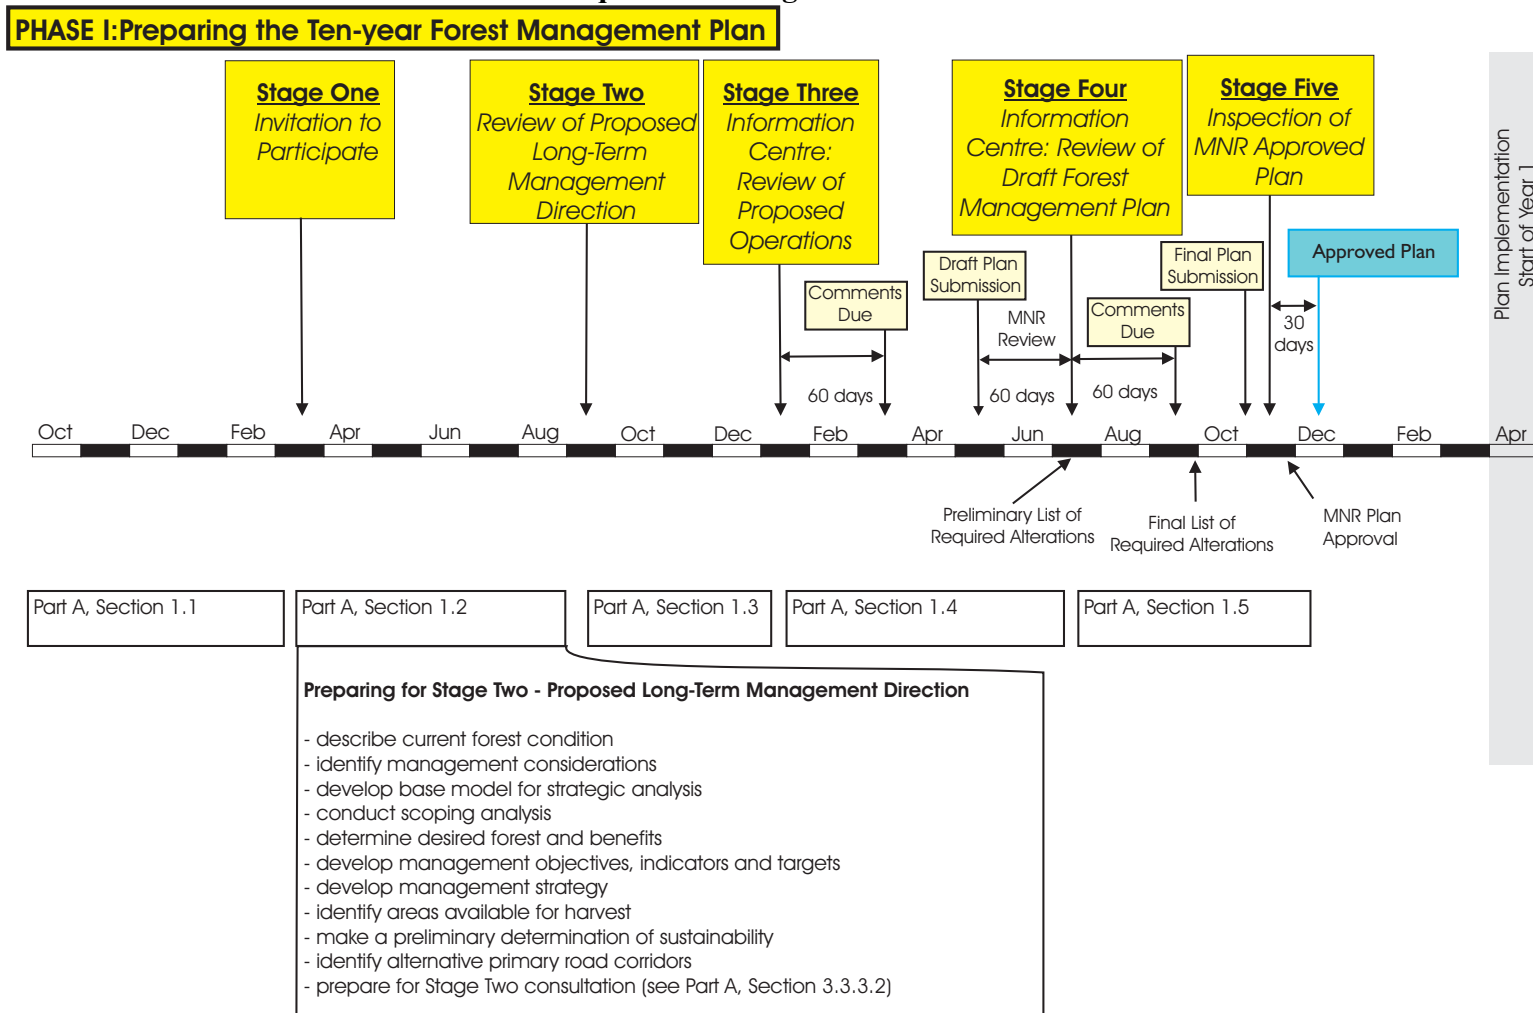 PHASE I:Preparing the Ten-year Forest Management Plan
Stage One
Invitation to
Participate
Stage Two
Review of Proposed
Long-Term
Management
Direction
Stage Three
Information
Centre:
Review of
Proposed
Operations
Stage Four
Information
Centre: Review of
Draft Forest
Management Plan
Stage Five
Inspection of
MNR Approved
Plan
Plan Implementation
Start of Year 1
Comments
Due
Draft Plan
Submission
MNR
Review
Comments
Due
Final Plan
Submission
Approved Plan
30
days
60 days
60 days
60 days
Oct Dec Feb Apr Jun Aug Oct Dec Feb Apr Jun Aug Oct Dec Feb Apr
Preliminary List of
Required Alterations
Final List of
Required Alterations
MNR Plan
Approval
Part A, Section 1.1
Part A, Section 1.2
Part A, Section 1.3
Part A, Section 1.4
Part A, Section 1.5
Preparing for Stage Two - Proposed Long-Term Management Direction
- describe current forest condition
- identify management considerations
- develop base model for strategic analysis
- conduct scoping analysis
- determine desired forest and benefits
- develop management objectives, indicators and targets
- develop management strategy
- identify areas available for harvest
- make a preliminary determination of sustainability
- identify alternative primary road corridors
- prepare for Stage Two consultation (see Part A, Section 3.3.3.2)